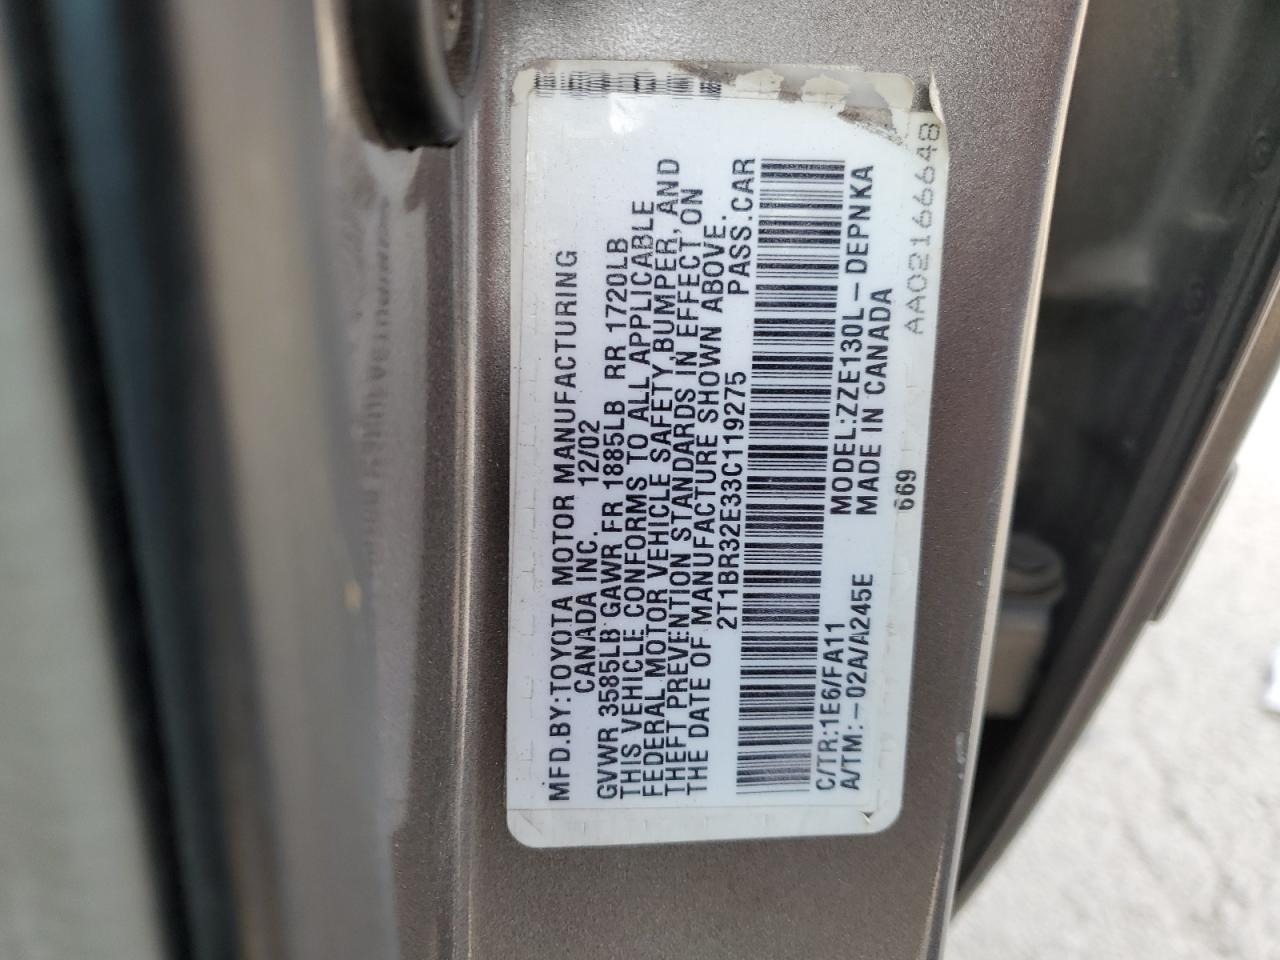 MFD.BY:TOYOTA MOTOR MANUFACTURING
CANADA INC. 12/02
GVWR 3585LB GAWR FR 1885LB RR 1720LB
THIS VEHICLE CONFORMS TO ALL APPLICABLE
FEDERAL MOTOR VEHICLE SAFETY,BUMPER, AND
THEFT PREVENTION STANDARDS IN EFFECT ON
THE DATE OF MANUFACTURE SHOWN ABOVE.
2T1BR32E33C119275 PASS.CAR
C/TR:1E6/FA11 MODEL:ZZE130L-DEPNKA
A/TM:-02A/A245E MADE IN CANADA
669
AA02166648